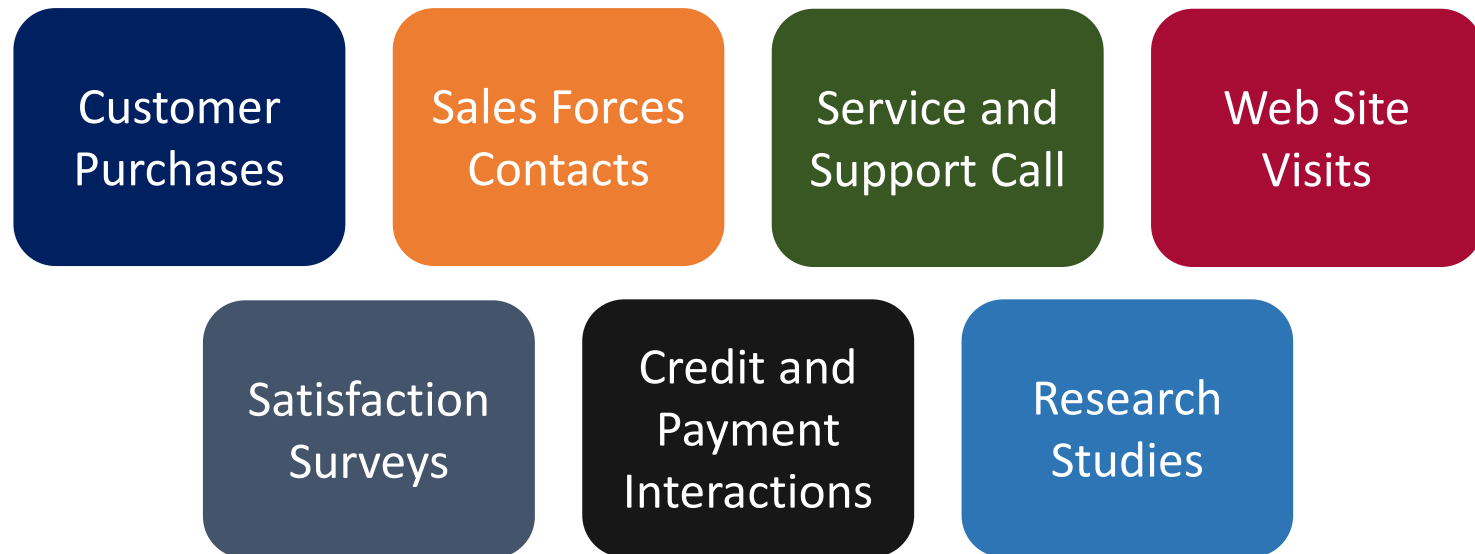 Customer
Purchases
Sales Forces
Contacts
Service and
Support Call
Web Site
Visits
Satisfaction
Surveys
Credit and
Payment
Interactions
Research
Studies